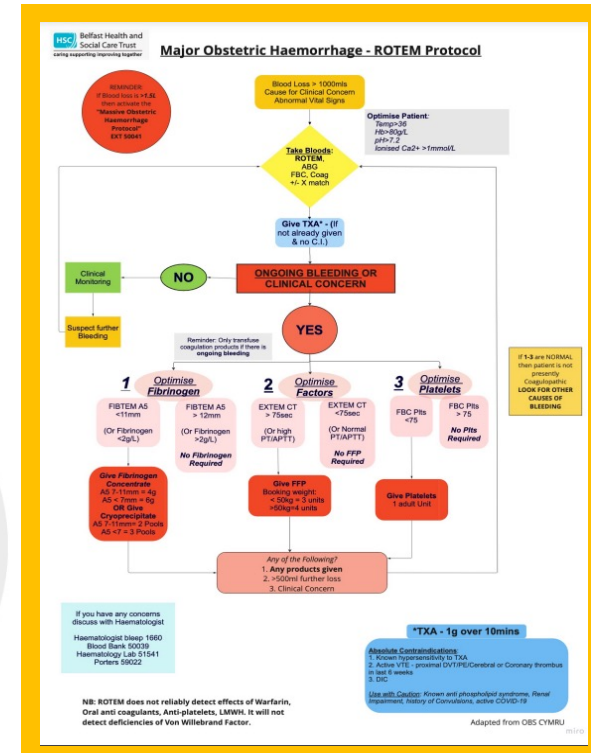 HSC Belfast Health and
Social Care Trust
caring supporting improving together
Major Obstetric Haemorrhage - ROTEM Protocol
REMINDER:
If Blood loss is >1.5l
then activate the
"Massive Obstetric
Haemorrhage
Protocol"
EXT 50041
Blood Loss > 1000mls
Cause for Clinical Concern
Abnormal Vital Signs
Optimise Patient:
Temp>36
Hb>80g/L
pH>7.2
Ionised Ca2+ >1mmol/L
Take Bloods:
ROTEM,
ABG
FBC, Coag
+/- X match
Give TXA* - (If
not already given
& no C.I.)
Clinical
Monitoring
NO
ONGOING BLEEDING OR
CLINICAL CONCERN
Suspect further
Bleeding
YES
Reminder: Only transfuse
coagulation products if there is
ongoing bleeding
If 1-3 are NORMAL
then patient is not
presently
Coagulopathic
LOOK FOR OTHER
CAUSES OF
BLEEDING
1 Optimise
Fibrinogen
2 Optimise
Factors
3 Optimise
Platelets
FIBTEM A5
<11mm
(Or Fibrinogen
<2g/L)
FIBTEM A5
> 12mm
(Or Fibrinogen
>2g/L)
No Fibrinogen
Required
EXTEM CT
> 75sec
(Or high
PT/APTT)
EXTEM CT
<75sec
(Or Normal
PT/APTT)
No FFP
Required
FBC Plts
<75
FBC Plts
> 75
No Plts
Required
Give Fibrinogen
Concentrate
A5 7-11mm = 4g
A5 < 7mm = 6g
OR Give
Cryoprecipitate
A5 7-11mm= 2 Pools
A5 <7 = 3 Pools
Give FFP
Booking weight:
< 50kg = 3 units
>50kg=4 units
Give Platelets
1 adult Unit
Any of the Following?
1. Any products given
2. >500ml further loss
3. Clinical Concern
If you have any concerns
discuss with Haematologist
Haematologist bleep 1660
Blood Bank 50039
Haematology Lab 51541
Porters 59022
*TXA - 1g over 10mins
Absolute Contraindications:
1. Known hypersensitivity to TXA
2. Active VTE - proximal DVT/PE/Cerebral or Coronary thrombus
in last 6 weeks
3. DIC
Use with Caution: Known anti phospholipid syndrome, Renal
Impairment, history of Convulsions, active COVID-19
NB: ROTEM does not reliably detect effects of Warfarin,
Oral anti coagulants, Anti-platelets, LMWH. It will not
detect deficiencies of Von Willebrand Factor.
Adapted from OBS CYMRU
miro